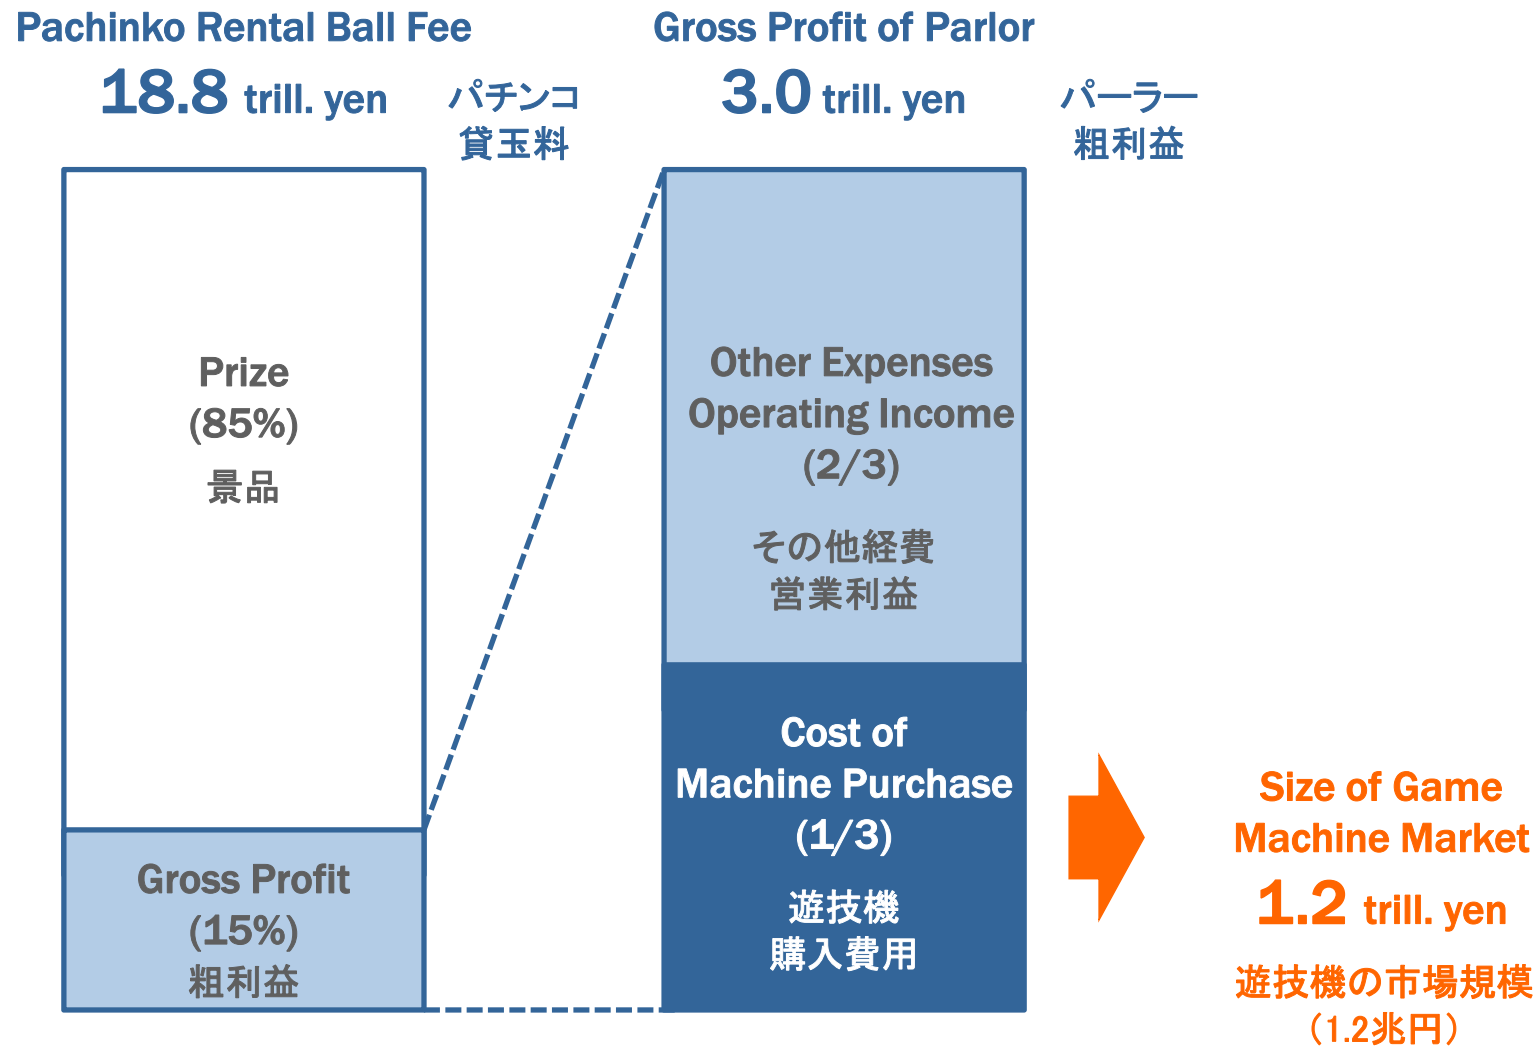 Pachinko Rental Ball Fee
18.8 trill. yen
パチンコ
貸玉料
Gross Profit of Parlor
3.0 trill. yen
パーラー
粗利益
Prize
(85%)
景品
Gross Profit
(15%)
粗利益
Other Expenses
Operating Income
(2/3)
その他経費
営業利益
Cost of
Machine Purchase
(1/3)
遊技機
購入費用
Size of Game
Machine Market
1.2 trill. yen
遊技機の市場規模
(1.2兆円)